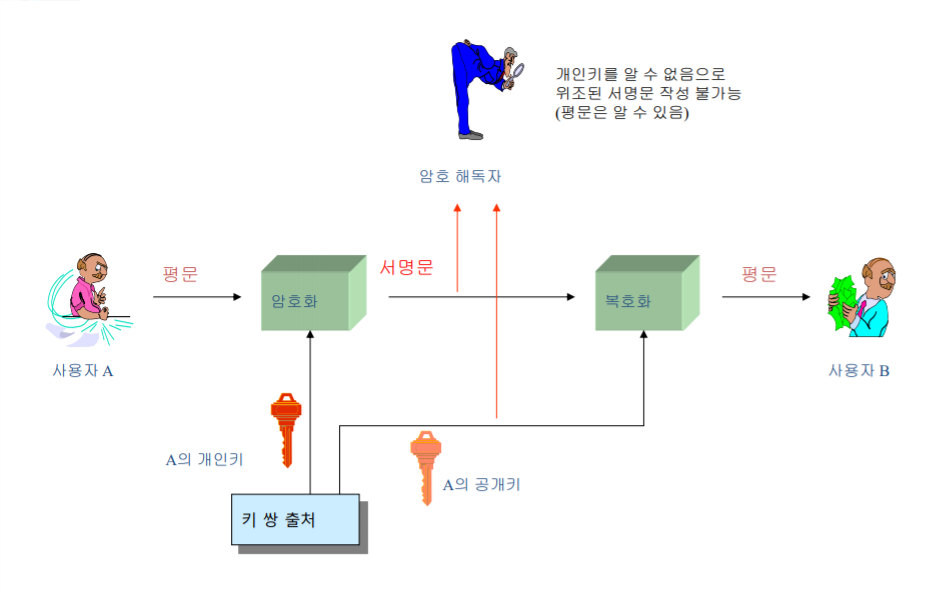 개인키를 알 수 없음으로
위조된 서명문 작성 불가능
(평문은 알 수 있음)
암호 해독자
평문
서명문
평문
암호화
복호화
사용자 A
사용자 B
A의 개인키
A의 공개키
키 쌍 출처